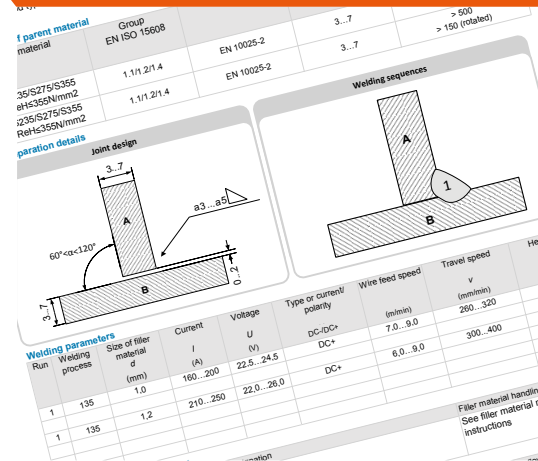 of parent material
material
Group
EN ISO 15608
3...7
> 500
> 150 (rotated)
S235/S275/S355
ReH≤355N/mm2
1.1/1.2/1.4
EN 10025-2
3...7
S235/S275/S355
ReH≤355N/mm2
1.1/1.2/1.4
EN 10025-2
paration details
Joint design
Welding sequences
3...7
A
a3...a5
60°<α<120°
B
3...7
0...2
A
1
B
Welding parameters
Run
Welding process
Size of filler material
d
(mm)
Current
I
(A)
Voltage
U
(V)
Type or current/ polarity
DC-/DC+
Wire feed speed
(m/min)
Travel speed
v
(mm/min)
He
1
135
1,0
160...200
22.5...24.5
DC+
7,0...9,0
260...320
1
135
1,2
210...250
22,0...26,0
DC+
6,0...9,0
300...400
Filler material handling
See filler material
instructions